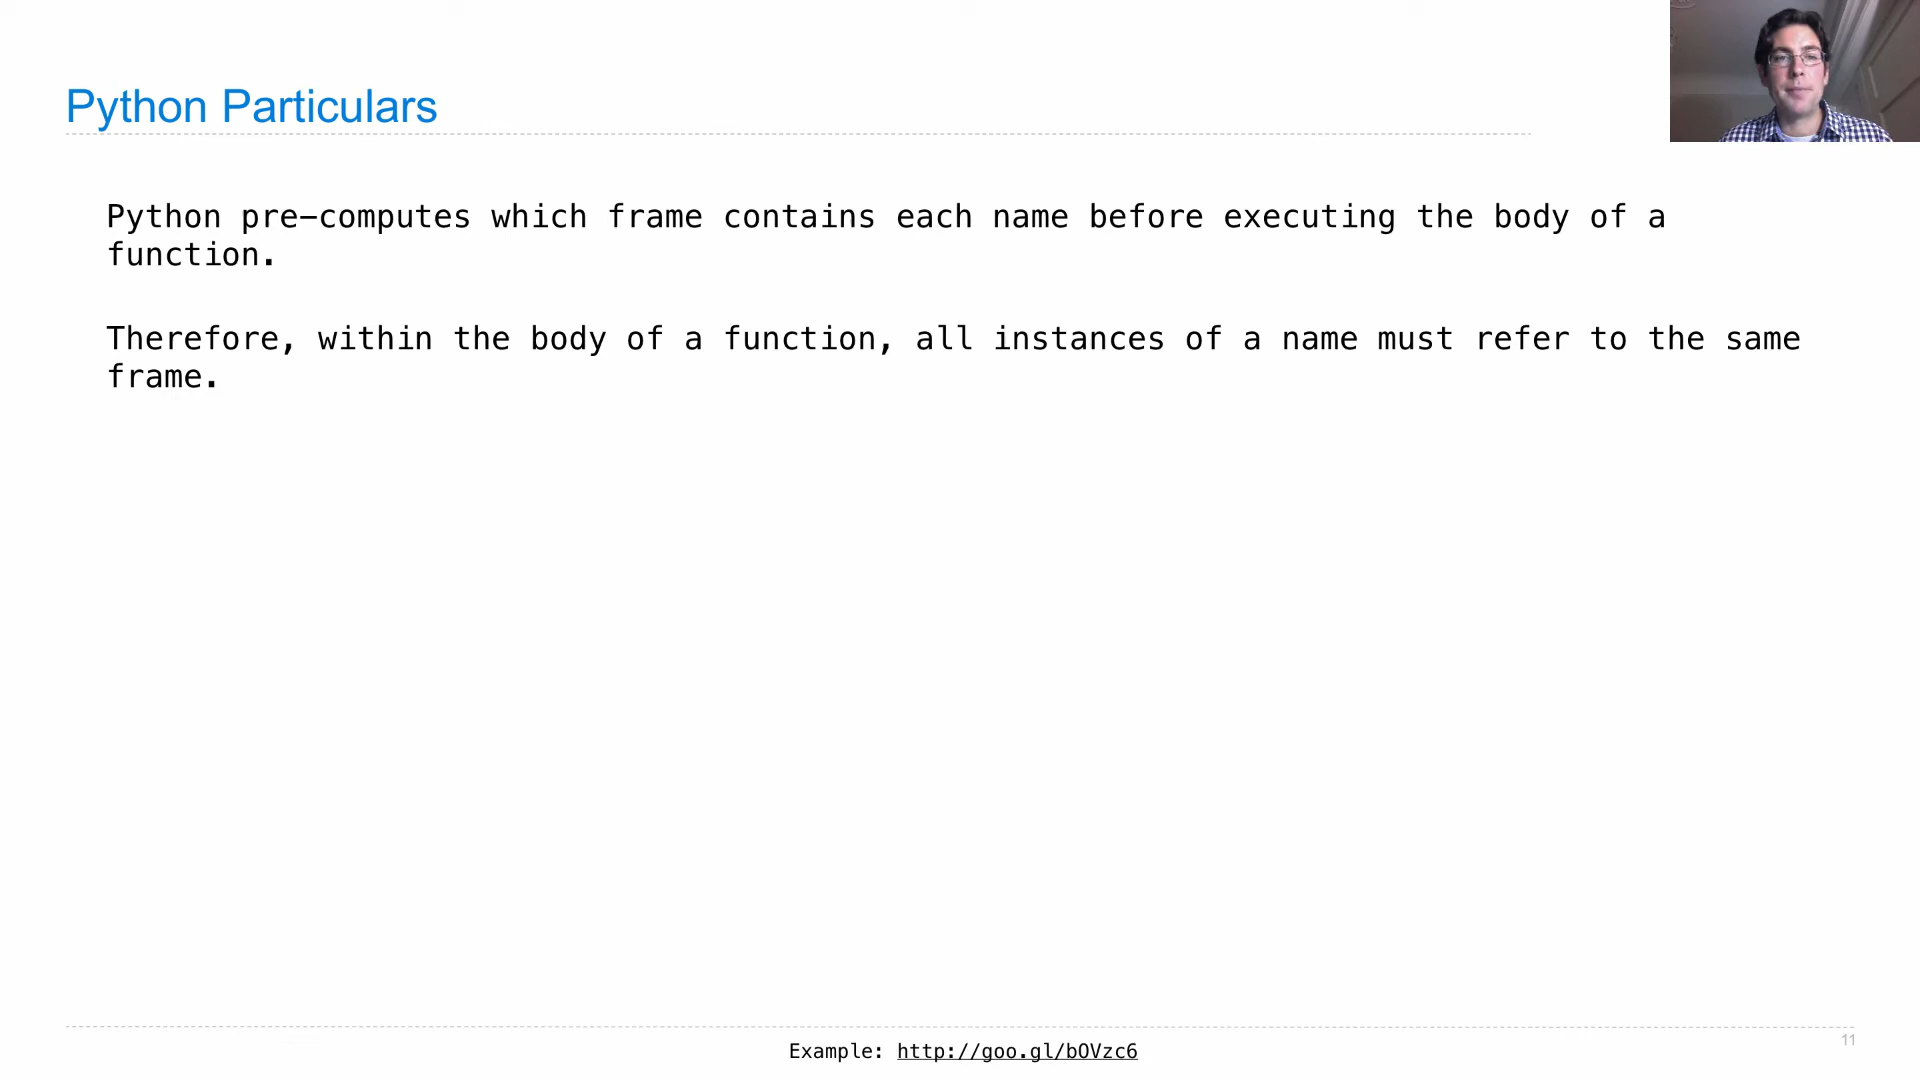 Python Particulars
Python pre-computes which frame contains each name before executing the body of a
function.
Therefore, within the body of a function, all instances of a name must refer to the same
frame.
Example: http://goo.gl/bOVzc6
11